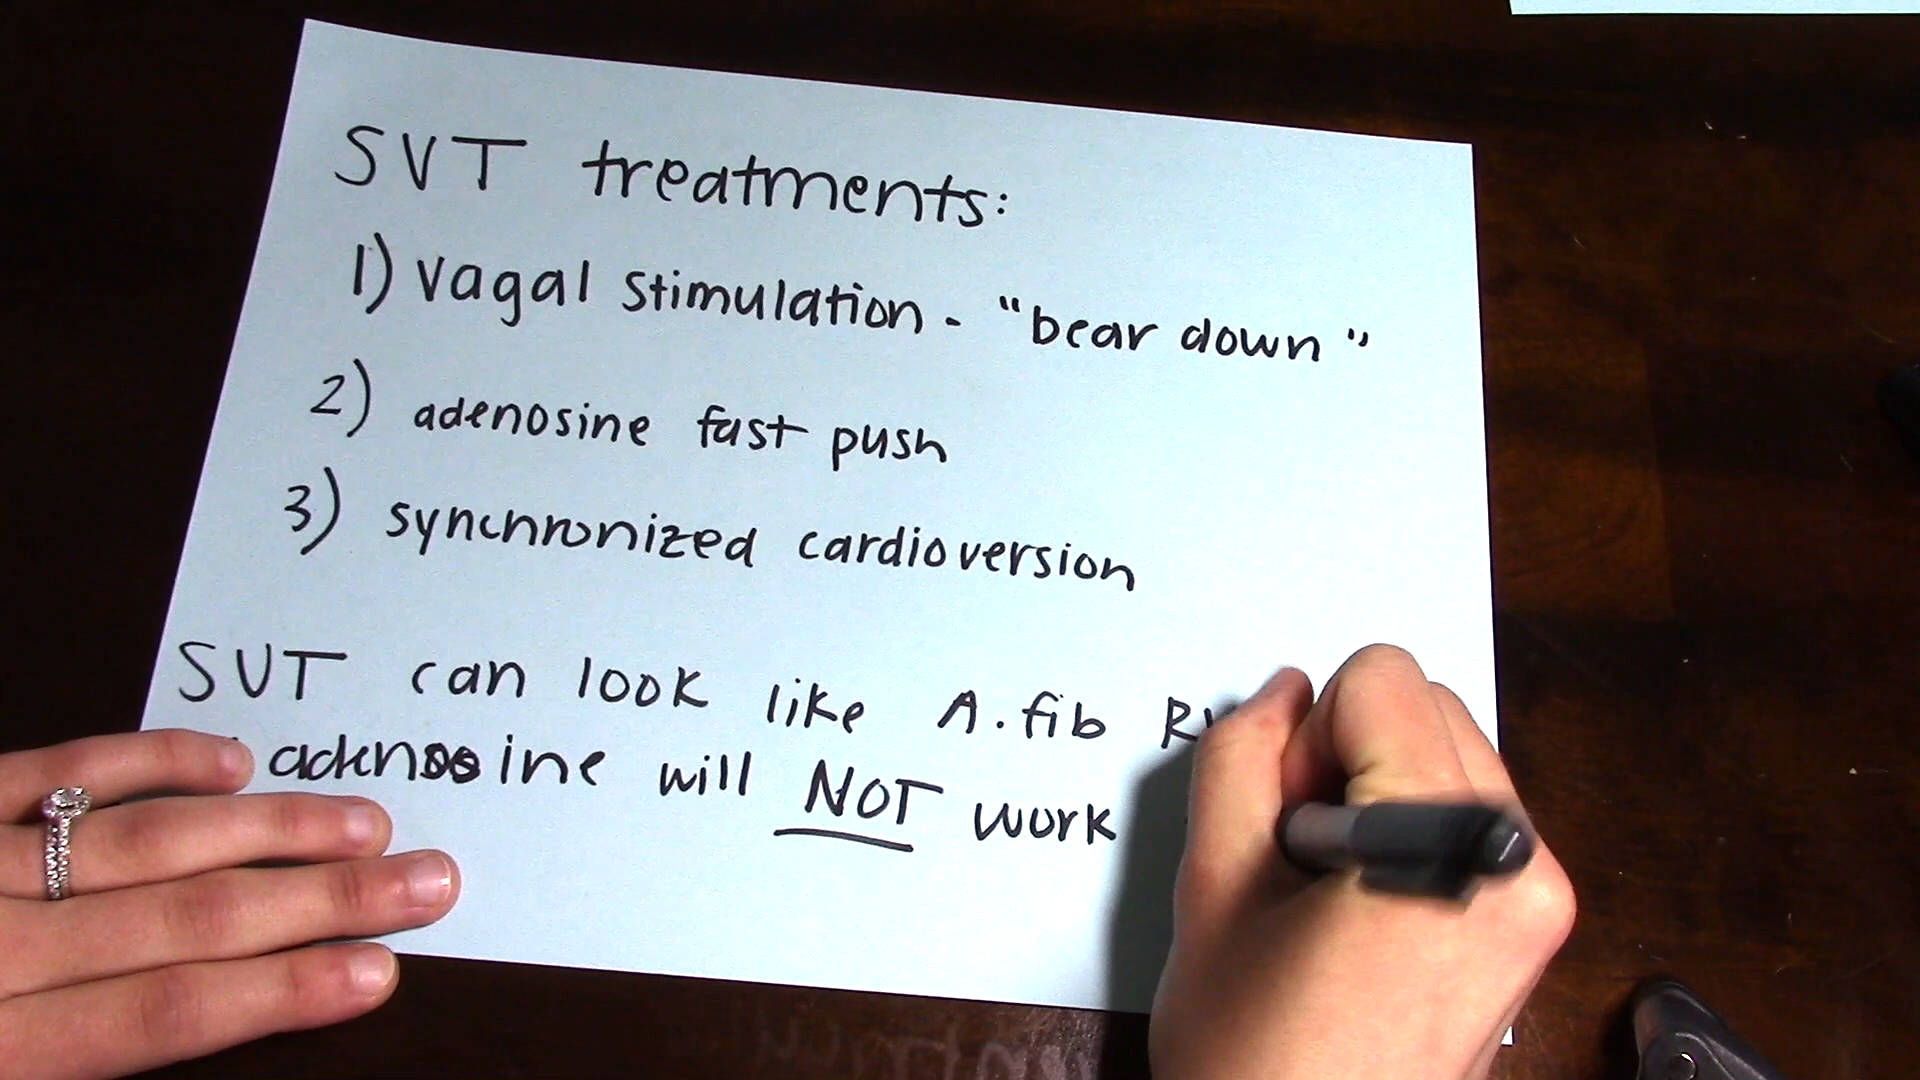 SVT treatments:
1) vagal stimulation - "bear down"
2) adenosine fast push
3) synchronized cardioversion
SVT can look like A.fib
adenosine will NOT work